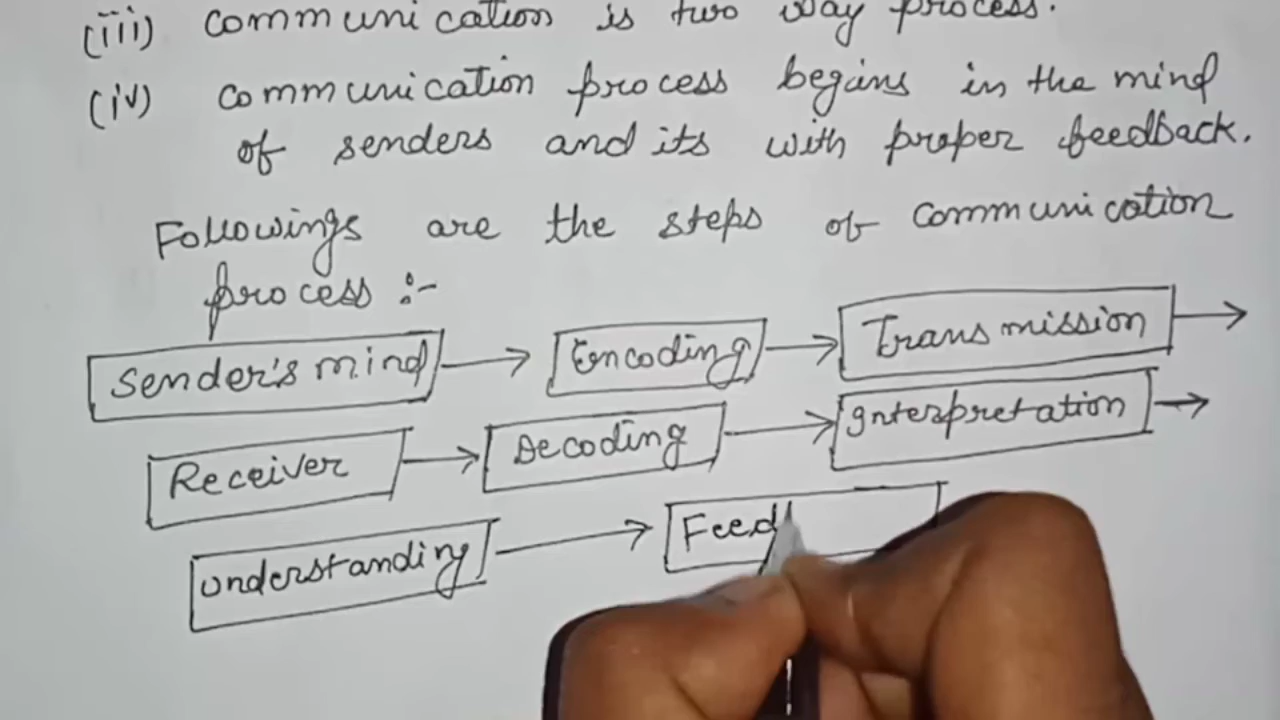 (iii) communication is two way process.
(iv) communication process begins in the mind
of senders and its with proper feedback.
Followings are the steps of communication
process :-
Sender's mind → Encoding → Transmission →
Receiver → Decoding → Interpretation →
understanding → Feed